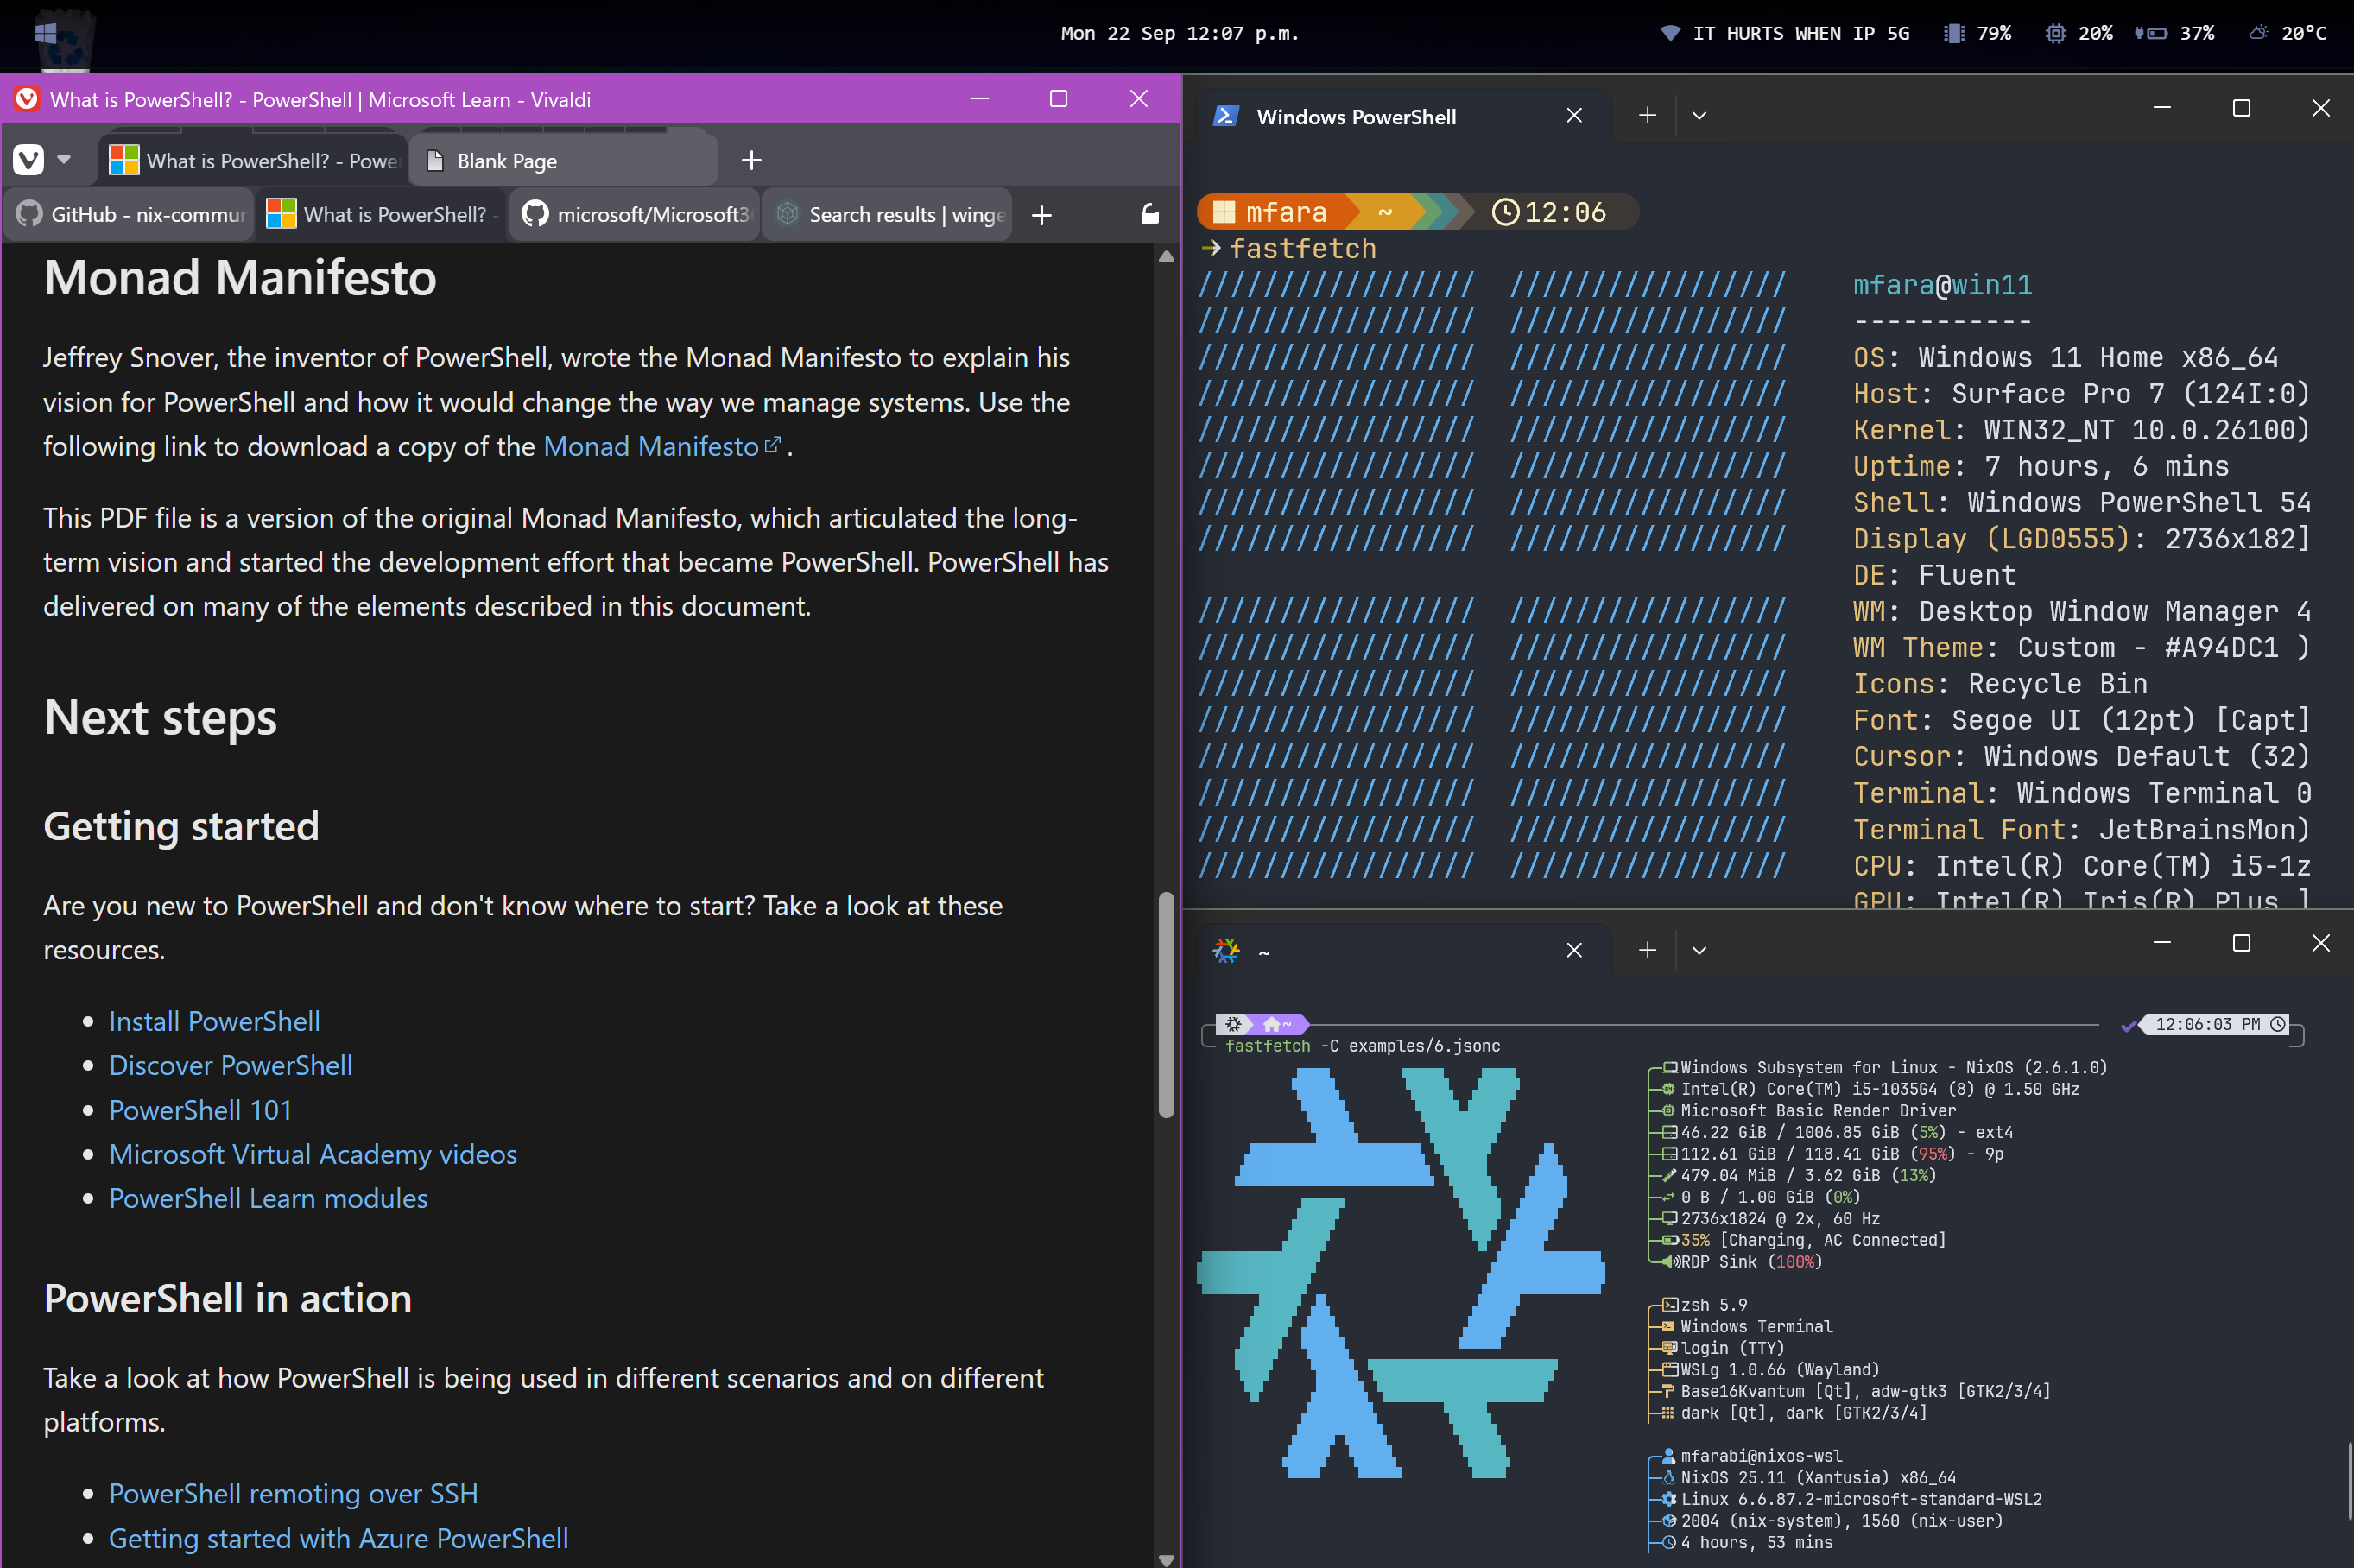 Mon 22 Sep 12:07 p.m.
IT HURTS WHEN IP 5G 79% 20% 37% 20°C
What is PowerShell? - PowerShell | Microsoft Learn - Vivaldi
What is PowerShell? - Powe
Blank Page
GitHub - nix-commun
What is PowerShell? -
microsoft/Microsoft3
Search results | winge
Monad Manifesto
Jeffrey Snover, the inventor of PowerShell, wrote the Monad Manifesto to explain his
vision for PowerShell and how it would change the way we manage systems. Use the
following link to download a copy of the Monad Manifesto.
This PDF file is a version of the original Monad Manifesto, which articulated the long-
term vision and started the development effort that became PowerShell. PowerShell has
delivered on many of the elements described in this document.
Next steps
Getting started
Are you new to PowerShell and don't know where to start? Take a look at these
resources.
Install PowerShell
Discover PowerShell
PowerShell 101
Microsoft Virtual Academy videos
PowerShell Learn modules
PowerShell in action
Take a look at how PowerShell is being used in different scenarios and on different
platforms.
PowerShell remoting over SSH
Getting started with Azure PowerShell
Windows PowerShell
mfara ~ 12:06
fastfetch
mfara@win11
-----------
OS: Windows 11 Home x86_64
Host: Surface Pro 7 (124I:0)
Kernel: WIN32_NT 10.0.26100)
Uptime: 7 hours, 6 mins
Shell: Windows PowerShell 54
Display (LGD0555): 2736x182]
DE: Fluent
WM: Desktop Window Manager 4
WM Theme: Custom - #A94DC1 )
Icons: Recycle Bin
Font: Segoe UI (12pt) [Capt]
Cursor: Windows Default (32)
Terminal: Windows Terminal 0
Terminal Font: JetBrainsMon)
CPU: Intel(R) Core(TM) i5-1z
GPU: Intel(R) Iris(R) Plus ]
~
~ 12:06:03 PM
fastfetch -C examples/6.jsonc
Windows Subsystem for Linux - NixOS (2.6.1.0)
Intel(R) Core(TM) i5-1035G4 (8) @ 1.50 GHz
Microsoft Basic Render Driver
46.22 GiB / 1006.85 GiB (5%) - ext4
112.61 GiB / 118.41 GiB (95%) - 9p
479.04 MiB / 3.62 GiB (13%)
0 B / 1.00 GiB (0%)
2736x1824 @ 2x, 60 Hz
35% [Charging, AC Connected]
RDP Sink (100%)
zsh 5.9
Windows Terminal
login (TTY)
WSLg 1.0.66 (Wayland)
Base16Kvantum [Qt], adw-gtk3 [GTK2/3/4]
dark [Qt], dark [GTK2/3/4]
mfarabi@nixos-wsl
NixOS 25.11 (Xantusia) x86_64
Linux 6.6.87.2-microsoft-standard-WSL2
2004 (nix-system), 1560 (nix-user)
4 hours, 53 mins